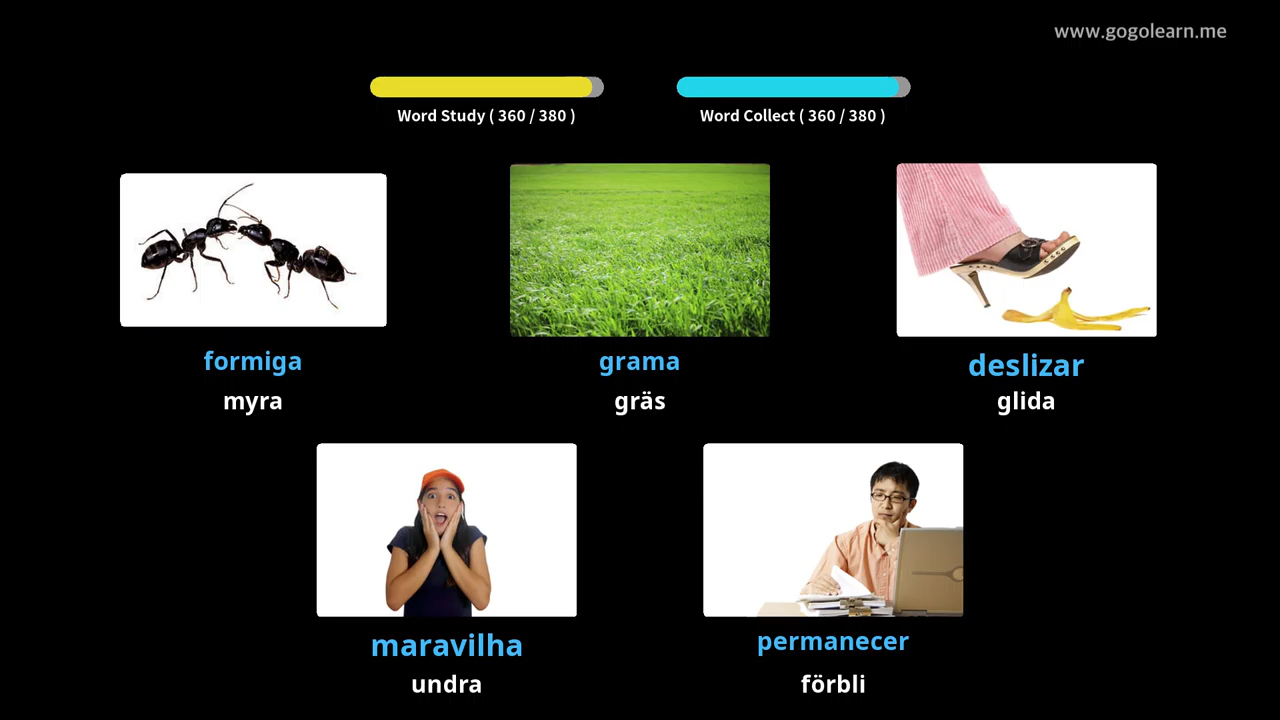 www.gogolearn.me
Word Study ( 360 / 380 )
Word Collect ( 360 / 380 )
formiga
grama
deslizar
myra
gräs
glida
maravilha
permanecer
undra
förbli